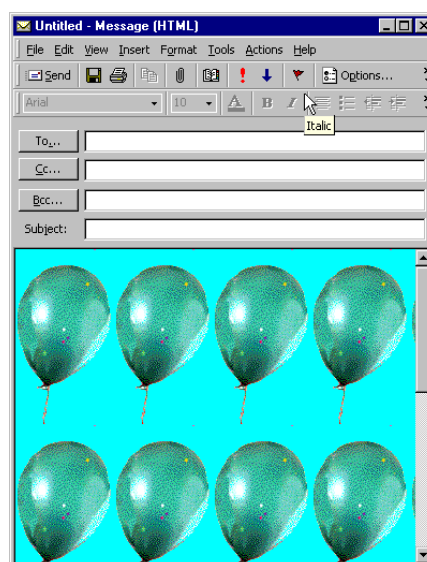 Untitled - Message (HTML)
File Edit View Insert Format Tools Actions Help
Send Options...
Arial 10 A B I
Italic
To...
Cc...
Bcc...
Subject: